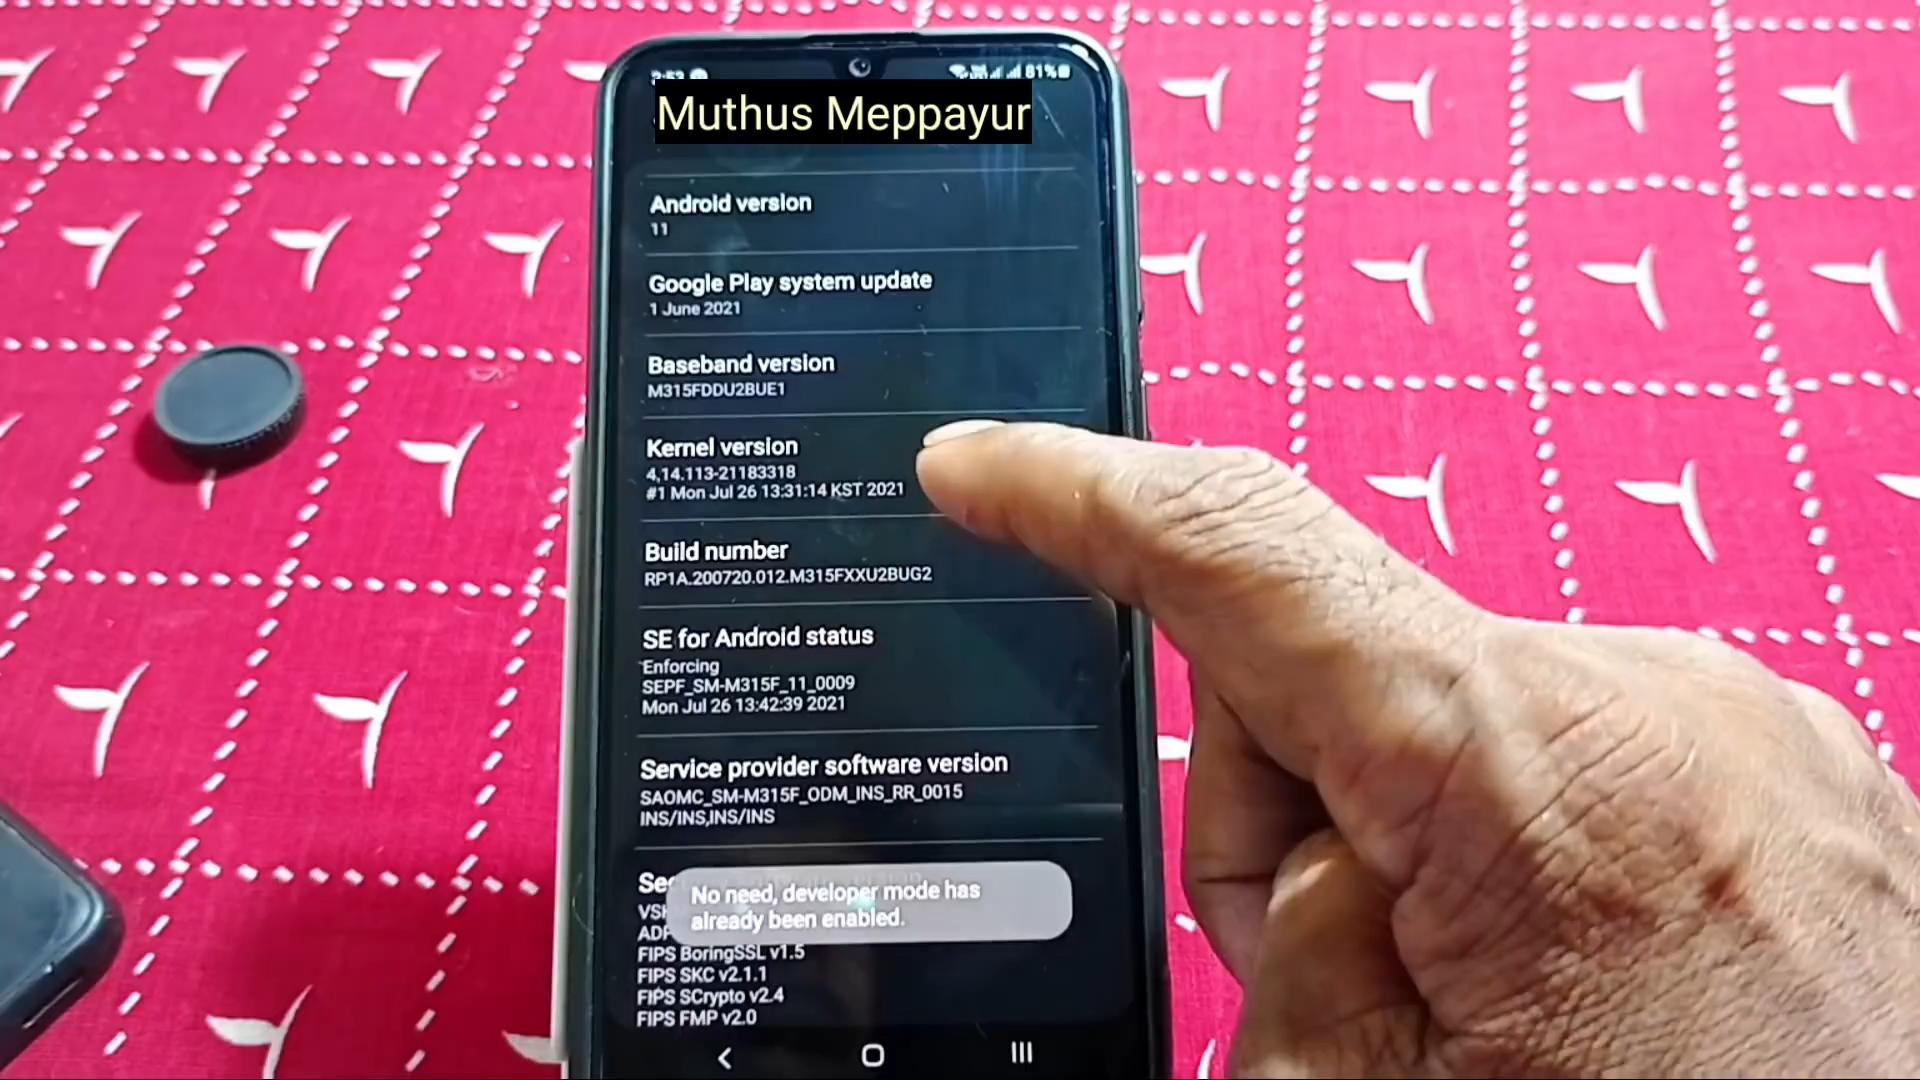 81%
Muthus Meppayur
Android version
11
Google Play system update
1 June 2021
Baseband version
M315FDDU2BUE1
Kernel version
4.14.113-21183318
#1 Mon Jul 26 13:31:14 KST 2021
Build number
RP1A.200720.012.M315FXXU2BUG2
SE for Android status
Enforcing
SEPF_SM-M315F_11_0009
Mon Jul 26 13:42:39 2021
Service provider software version
SAOMC_SM-M315F_ODM_INS_RR_0015
INS/INS,INS/INS
No need, developer mode has
already been enabled.
FIPS BoringSSL v1.5
FIPS SKC v2.1.1
FIPS SCrypto v2.4
FIPS FMP v2.0